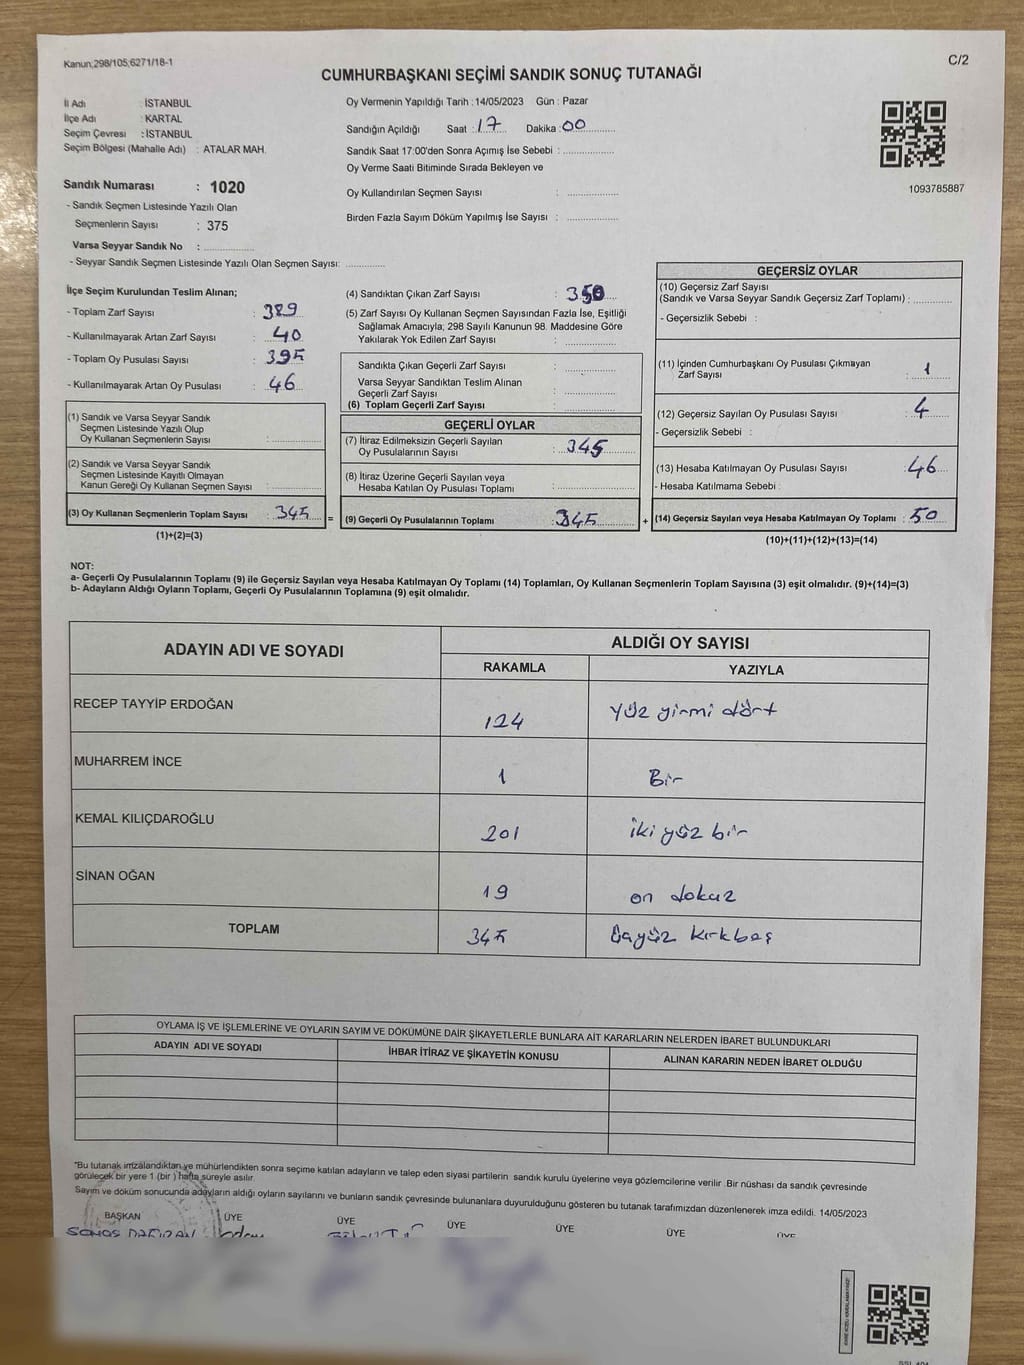 Kanun;298/105;6271/18-1
C/2
CUMHURBAŞKANI SEÇİMİ SANDIK SONUÇ TUTANAĞI
İl Adı : İSTANBUL
İlçe Adı : KARTAL
Seçim Çevresi : İSTANBUL
Seçim Bölgesi (Mahalle Adı) : ATALAR MAH.
Sandık Numarası : 1020
- Sandık Seçmen Listesinde Yazılı Olan
Seçmenlerin Sayısı : 375
Varsa Seyyar Sandık No :
- Seyyar Sandık Seçmen Listesinde Yazılı Olan Seçmen Sayısı:
Oy Vermenin Yapıldığı Tarih : 14/05/2023 Gün : Pazar
Sandığın Açıldığı Saat : 17 Dakika : 00
Sandık Saat 17:00'den Sonra Açımış İse Sebebi :
Oy Verme Saati Bitiminde Sırada Bekleyen ve
Oy Kullandırılan Seçmen Sayısı :
Birden Fazla Sayım Döküm Yapılmış İse Sayısı :
1093785887
İlçe Seçim Kurulundan Teslim Alınan;
- Toplam Zarf Sayısı : 389
- Kullanılmayarak Artan Zarf Sayısı : 40
- Toplam Oy Pusulası Sayısı : 395
- Kullanılmayarak Artan Oy Pusulası : 46
(1) Sandık ve Varsa Seyyar Sandık
Seçmen Listesinde Yazılı Olup
Oy Kullanan Seçmenlerin Sayısı :
(2) Sandık ve Varsa Seyyar Sandık
Seçmen Listesinde Kayıtlı Olmayan
Kanun Gereği Oy Kullanan Seçmen Sayısı :
(3) Oy Kullanan Seçmenlerin Toplam Sayısı : 345 =
(1)+(2)=(3)
(4) Sandıktan Çıkan Zarf Sayısı : 350
(5) Zarf Sayısı Oy Kullanan Seçmen Sayısından Fazla İse, Eşitliği
Sağlamak Amacıyla; 298 Sayılı Kanunun 98. Maddesine Göre
Yakılarak Yok Edilen Zarf Sayısı :
Sandıkta Çıkan Geçerli Zarf Sayısı :
Varsa Seyyar Sandıktan Teslim Alınan
Geçerli Zarf Sayısı :
(6) Toplam Geçerli Zarf Sayısı :
GEÇERLİ OYLAR
(7) İtiraz Edilmeksizin Geçerli Sayılan
Oy Pusulalarının Sayısı : 345
(8) İtiraz Üzerine Geçerli Sayılan veya
Hesaba Katılan Oy Pusulası Toplamı :
(9) Geçerli Oy Pusulalarının Toplamı : 345 +
GEÇERSİZ OYLAR
(10) Geçersiz Zarf Sayısı
(Sandık ve Varsa Seyyar Sandık Geçersiz Zarf Toplamı) :
- Geçersizlik Sebebi :
(11) İçinden Cumhurbaşkanı Oy Pusulası Çıkmayan
Zarf Sayısı : 1
(12) Geçersiz Sayılan Oy Pusulası Sayısı : 4
- Geçersizlik Sebebi :
(13) Hesaba Katılmayan Oy Pusulası Sayısı : 46
- Hesaba Katılmama Sebebi :
(14) Geçersiz Sayılan veya Hesaba Katılmayan Oy Toplamı : 50
(10)+(11)+(12)+(13)=(14)
NOT:
a- Geçerli Oy Pusulalarının Toplamı (9) ile Geçersiz Sayılan veya Hesaba Katılmayan Oy Toplamı (14) Toplamları, Oy Kullanan Seçmenlerin Toplam Sayısına (3) eşit olmalıdır. (9)+(14)=(3)
b- Adayların Aldığı Oyların Toplamı, Geçerli Oy Pusulalarının Toplamına (9) eşit olmalıdır.
ADAYIN ADI VE SOYADI
ALDIĞI OY SAYISI
RAKAMLA YAZIYLA
RECEP TAYYİP ERDOĞAN 124 Yüz yirmi dört
MUHARREM İNCE 1 Bir
KEMAL KILIÇDAROĞLU 201 iki yüz bir
SİNAN OĞAN 19 on dokuz
TOPLAM 345 Üçyüz kırkbeş
OYLAMA İŞ VE İŞLEMLERİNE VE OYLARIN SAYIM VE DÖKÜMÜNE DAİR ŞİKAYETLERLE BUNLARA AİT KARARLARIN NELERDEN İBARET BULUNDUKLARI
ADAYIN ADI VE SOYADI İHBAR İTİRAZ VE ŞİKAYETİN KONUSU ALINAN KARARIN NEDEN İBARET OLDUĞU
"Bu tutanak imzalandıktan ve mühürlendikten sonra seçime katılan adayların ve talep eden siyasi partilerin sandık kurulu üyelerine veya gözlemcilerine verilir .Bir nüshası da sandık çevresinde
görülecek bir yere 1 (bir ) hafta süreyle asılır.
Sayım ve döküm sonucunda adayların aldığı oyların sayılarını ve bunların sandık çevresinde bulunanlara duyurulduğunu gösteren bu tutanak tarafımızdan düzenlenerek imza edildi. 14/05/2023
BAŞKAN ÜYE ÜYE ÜYE ÜYE ÜYE ÜYE